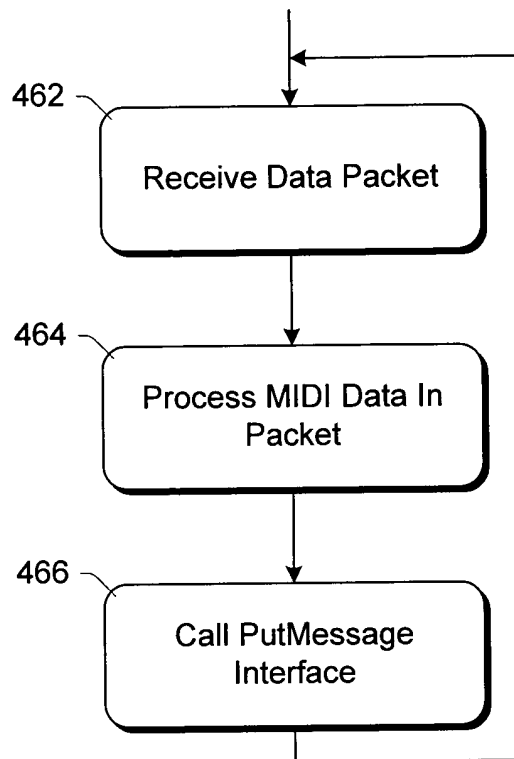 462
Receive Data Packet
464
Process MIDI Data In
Packet
466
Call PutMessage
Interface